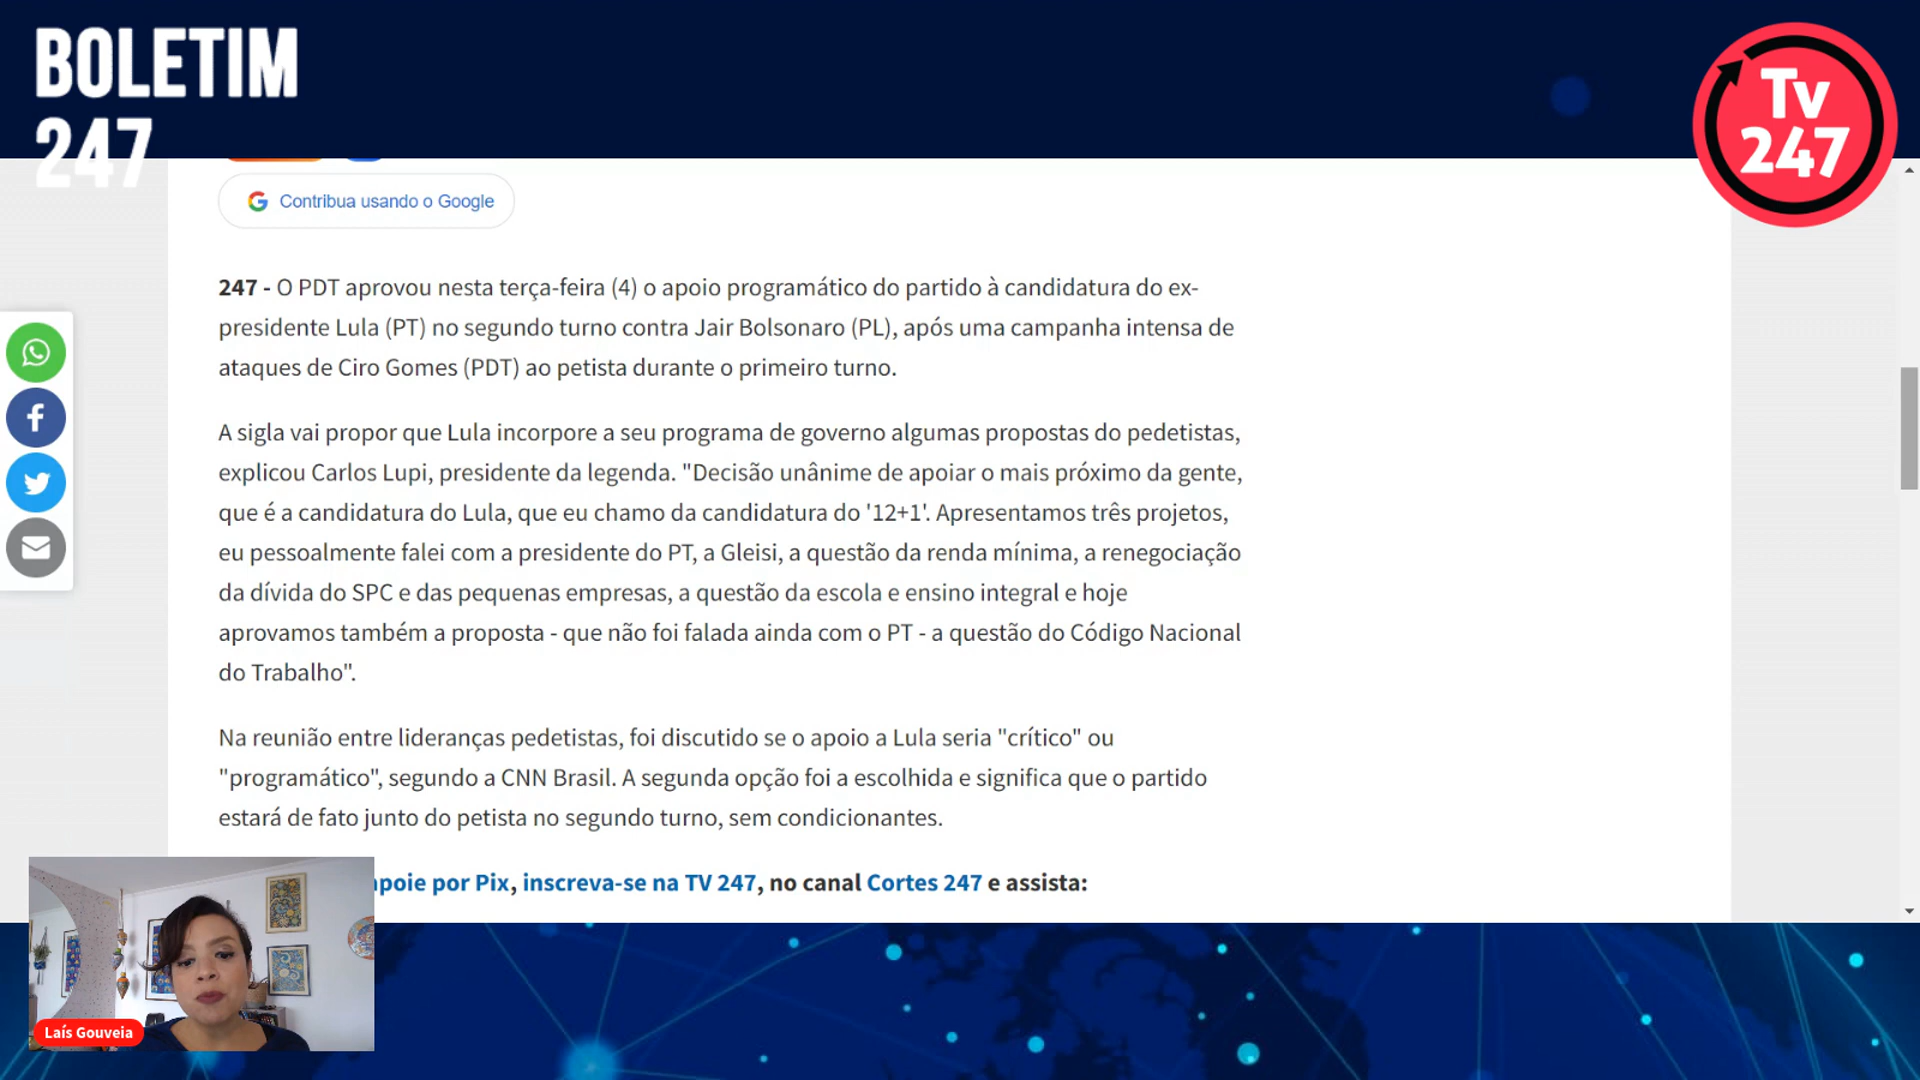 BOLETIM
247
Tv
247
Contribua usando o Google
247 - O PDT aprovou nesta terça-feira (4) o apoio programático do partido à candidatura do ex-
presidente Lula (PT) no segundo turno contra Jair Bolsonaro (PL), após uma campanha intensa de
ataques de Ciro Gomes (PDT) ao petista durante o primeiro turno.
A sigla vai propor que Lula incorpore a seu programa de governo algumas propostas do pedetistas,
explicou Carlos Lupi, presidente da legenda. "Decisão unânime de apoiar o mais próximo da gente,
que é a candidatura do Lula, que eu chamo da candidatura do '12+1'. Apresentamos três projetos,
eu pessoalmente falei com a presidente do PT, a Gleisi, a questão da renda mínima, a renegociação
da dívida do SPC e das pequenas empresas, a questão da escola e ensino integral e hoje
aprovamos também a proposta - que não foi falada ainda com o PT - a questão do Código Nacional
do Trabalho".
Na reunião entre lideranças pedetistas, foi discutido se o apoio a Lula seria "crítico" ou
"programático", segundo a CNN Brasil. A segunda opção foi a escolhida e significa que o partido
estará de fato junto do petista no segundo turno, sem condicionantes.
apoie por Pix, inscreva-se na TV 247, no canal Cortes 247 e assista:
Laís Gouveia